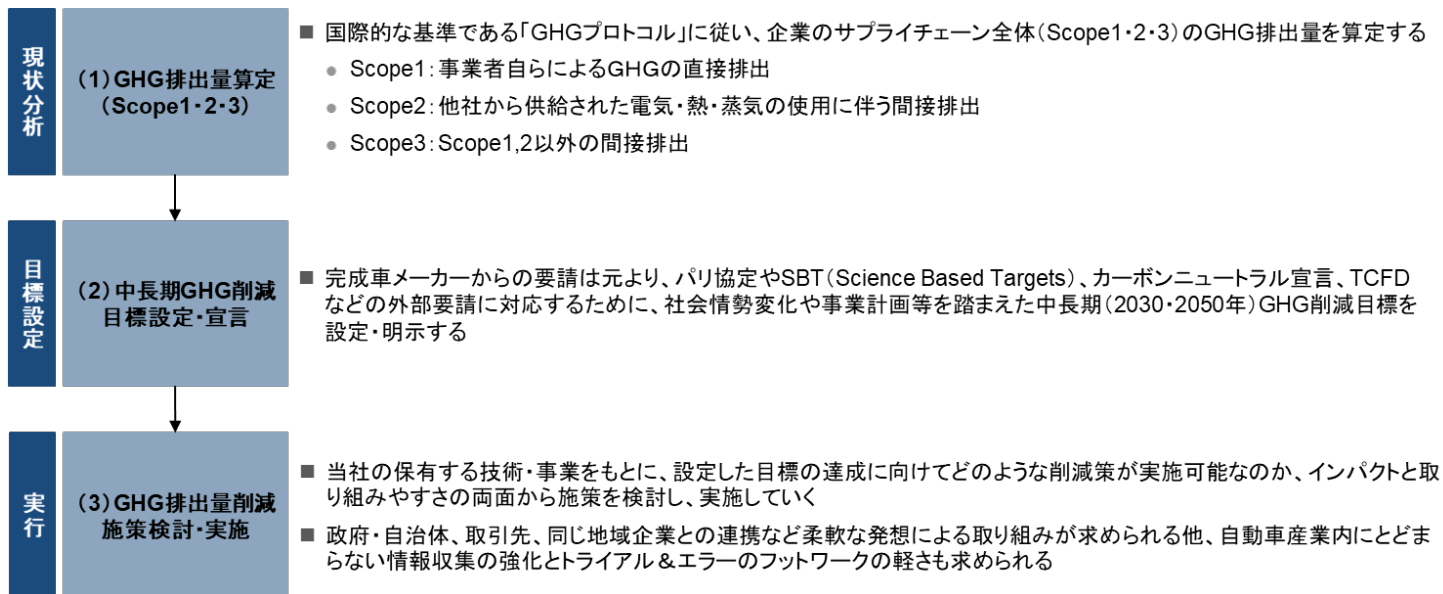 現状分析
(1)GHG排出量算定
(Scope1・2・3)
■ 国際的な基準である「GHGプロトコル」に従い、企業のサプライチェーン全体(Scope1・2・3)のGHG排出量を算定する
● Scope1:事業者自らによるGHGの直接排出
● Scope2:他社から供給された電気・熱・蒸気の使用に伴う間接排出
● Scope3:Scope1,2以外の間接排出
目標設定
(2)中長期GHG削減
目標設定・宣言
■ 完成車メーカーからの要請は元より、パリ協定やSBT(Science Based Targets)、カーボンニュートラル宣言、TCFD
などの外部要請に対応するために、社会情勢変化や事業計画等を踏まえた中長期(2030・2050年)GHG削減目標を
設定・明示する
実行
(3)GHG排出量削減
施策検討・実施
■ 当社の保有する技術・事業をもとに、設定した目標の達成に向けてどのような削減策が実施可能なのか、インパクトと取
り組みやすさの両面から施策を検討し、実施していく
■ 政府・自治体、取引先、同じ地域企業との連携など柔軟な発想による取り組みが求められる他、自動車産業内にとどま
らない情報収集の強化とトライアル&エラーのフットワークの軽さも求められる